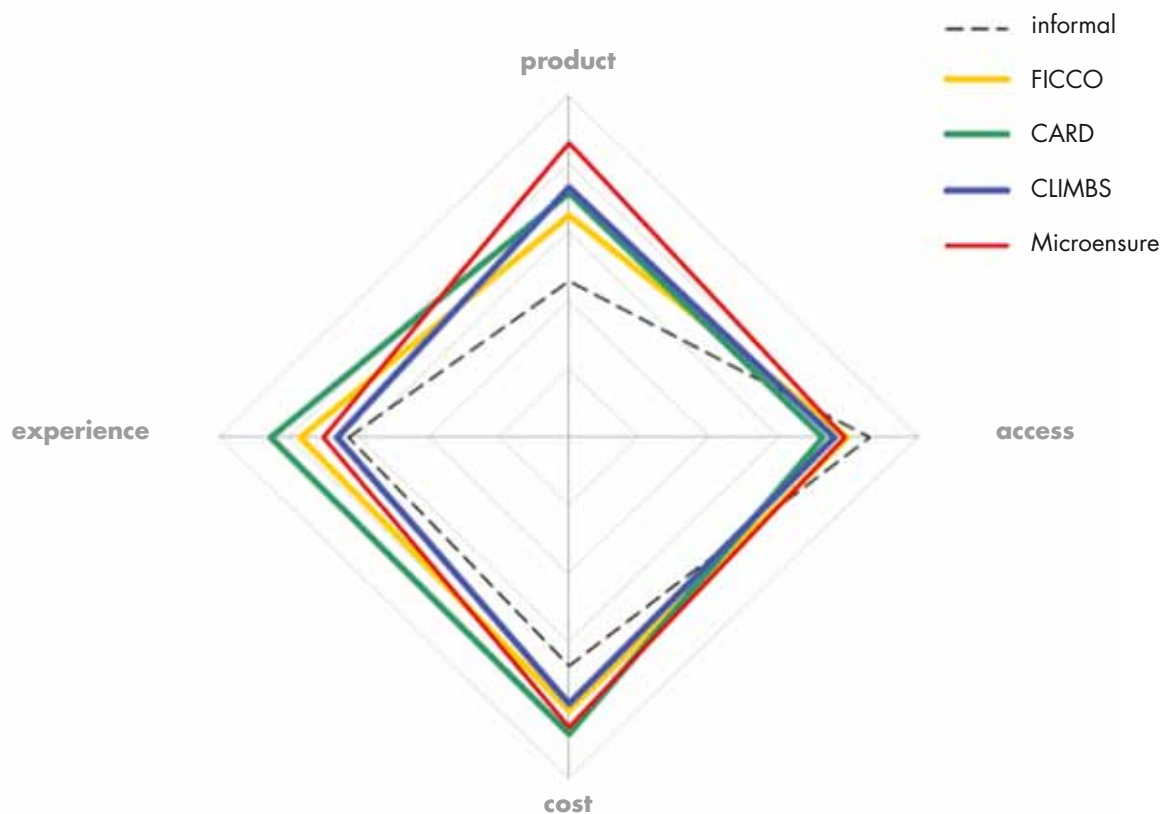 informal
product
FICCO
CARD
CLIMBS
Microensure
experience
access
cost